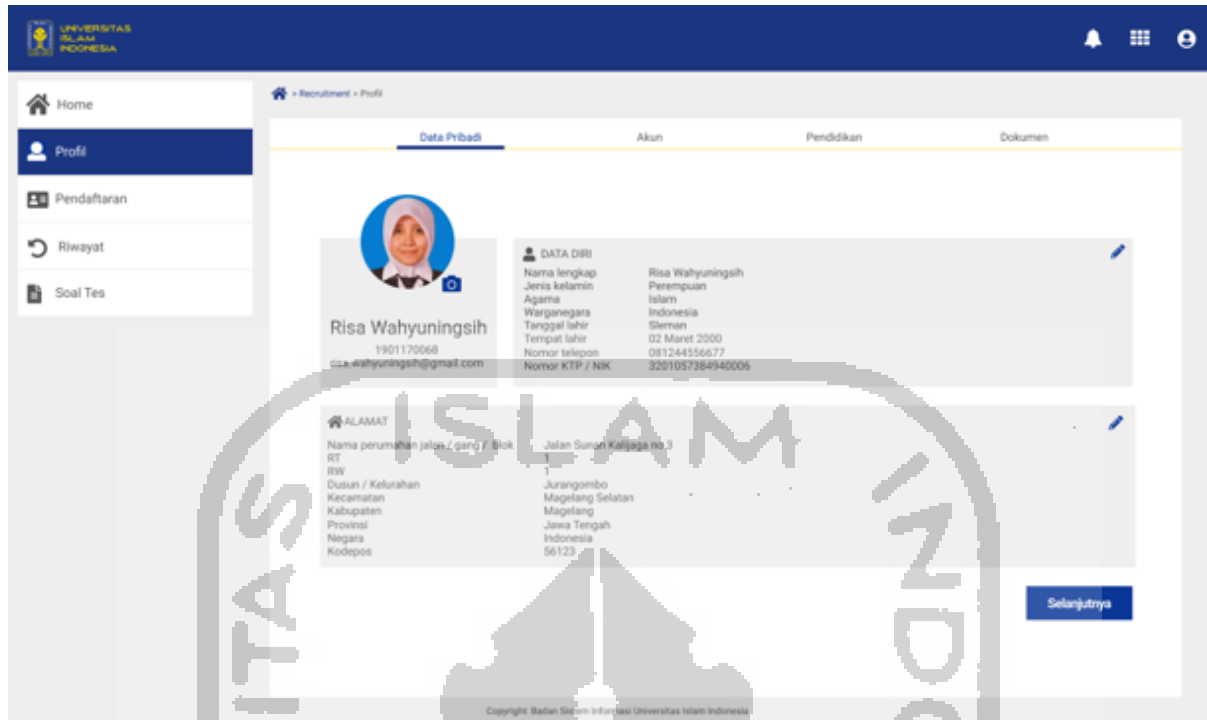 UNIVERSITAS
ISLAM
INDONESIA
Home
Profil
Pendaftaran
Riwayat
Soal Tes
» Recruitment » Profil
Data Pribadi Akun Pendidikan Dokumen
Risa Wahyuningsih
1901170068
risa.wahyuningsih@gmail.com
DATA DIRI
Nama lengkap Risa Wahyuningsih
Jenis kelamin Perempuan
Agama Islam
Warganegara Indonesia
Tanggal lahir Sleman
Tempat lahir 02 Maret 2000
Nomor telepon 081244556677
Nomor KTP / NIK 3201057384940006
ALAMAT
Nama perumahan jalan / gang / blok Jalan Sunan Kalijaga no.3
RT 1
RW 1
Dusun / Kelurahan Jurangombo
Kecamatan Magelang Selatan
Kabupaten Magelang
Provinsi Jawa Tengah
Negara Indonesia
Kodepos 56123
Selanjutnya
Copyright: Badan Sistem Informasi Universitas Islam Indonesia
ISLAM